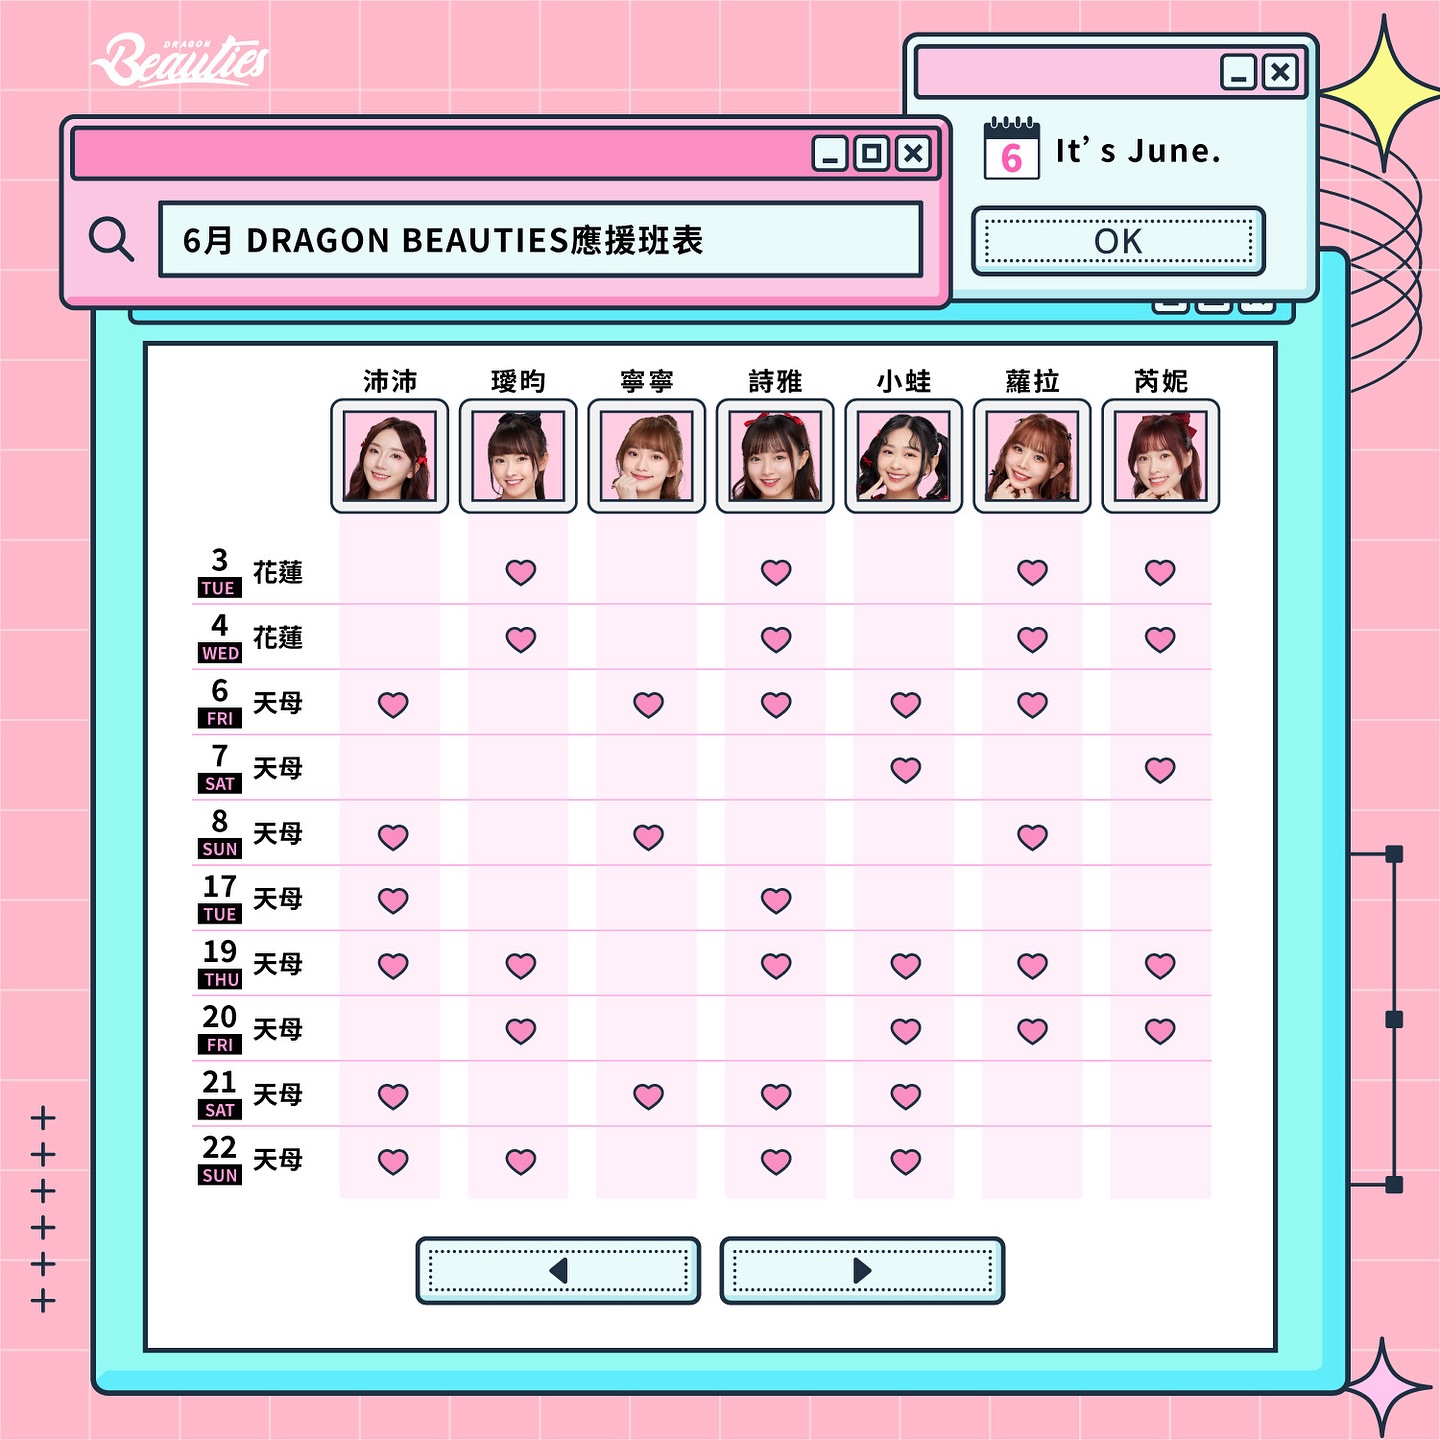 DRAGON
Beauties
It's June.
6
6月 DRAGON BEAUTIES應援班表
OK
沛沛 璦昀 寧寧 詩雅 小蛙 蘿拉 芮妮
3 TUE 花蓮
4 WED 花蓮
6 FRI 天母
7 SAT 天母
8 SUN 天母
17 TUE 天母
19 THU 天母
20 FRI 天母
21 SAT 天母
22 SUN 天母